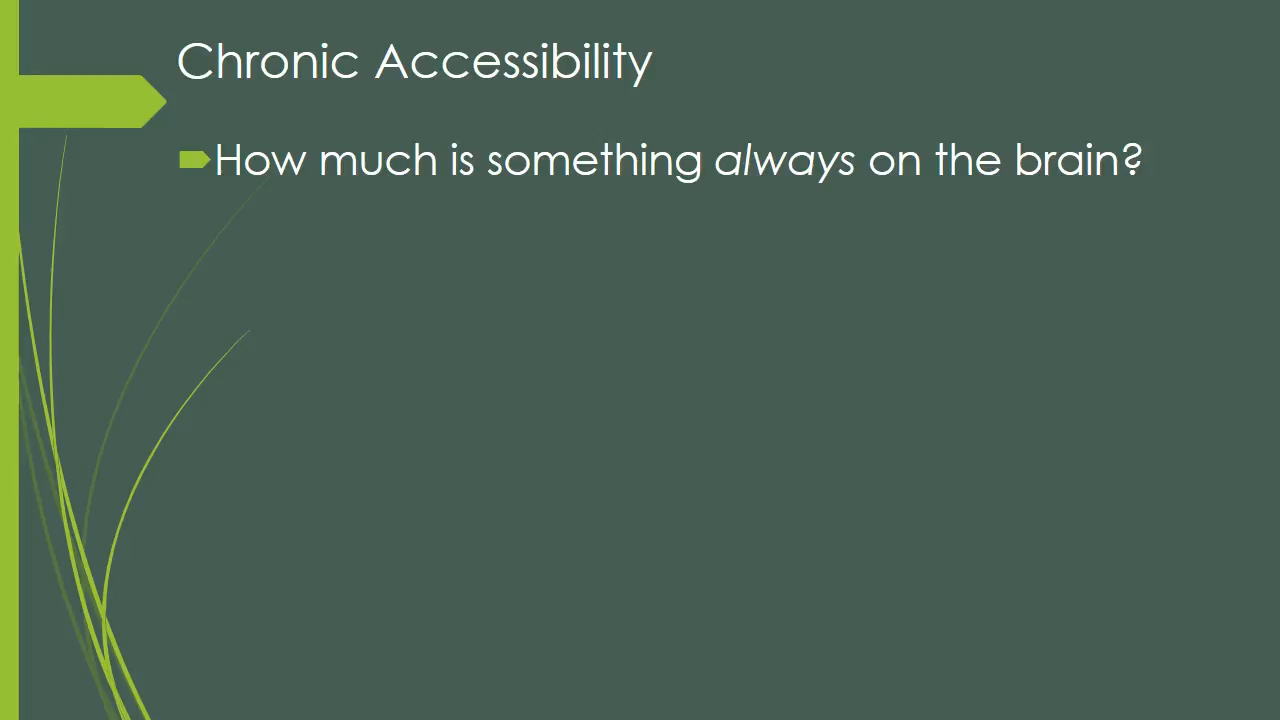 Chronic Accessibility
How much is something always on the brain?